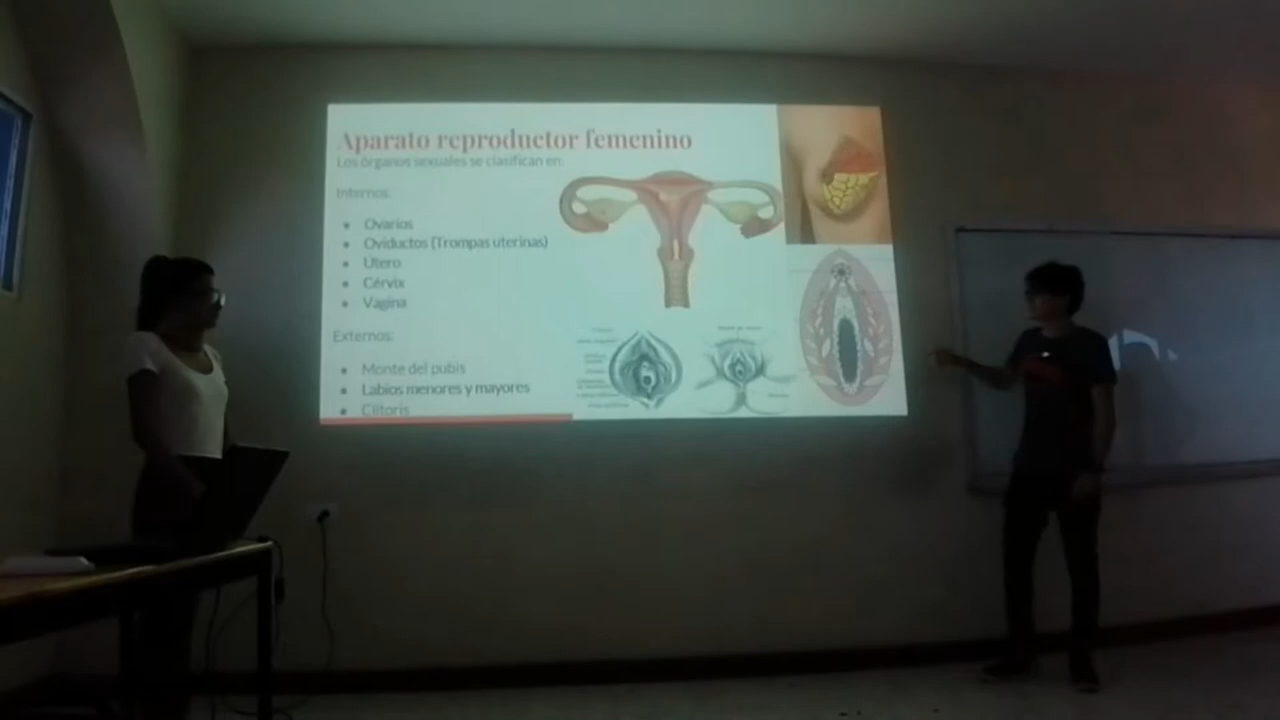 Aparato reproductor femenino
Los órganos sexuales se clasifican en:
Internos:
Ovarios
Oviductos (Trompas uterinas)
Útero
Cérvix
Vagina
Externos:
Monte del pubis
Labios menores y mayores
Clítoris